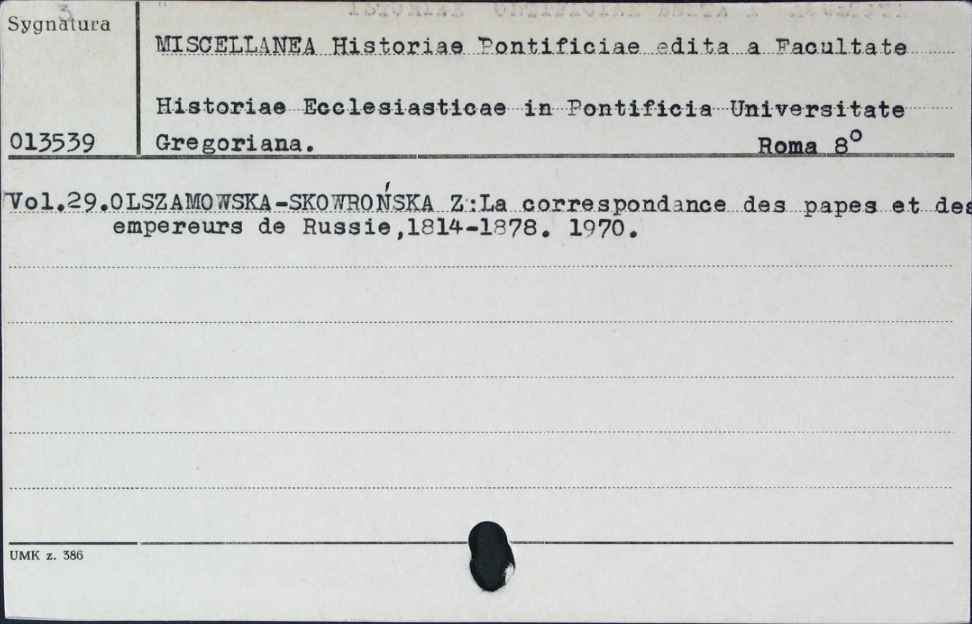 Sygnatura
MISCELLANEA Historiae Pontificiae edita a Facultate
Historiae Ecclesiasticae in Pontificia Universitate
013539 Gregoriana. Roma 8°
Vol.29.OLSZAMOWSKA-SKOWROŃSKA Z:La correspondance des papes et des
empereurs de Russie,1814-1878. 1970.
UMK z. 386